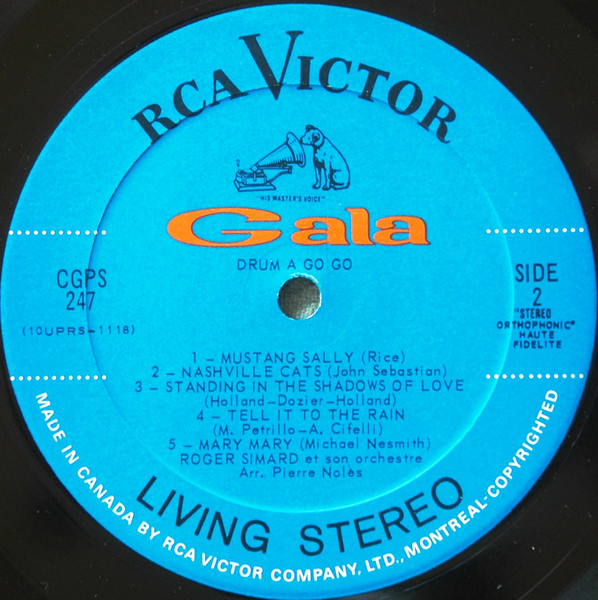 RCA VICTOR
"HIS MASTER'S VOICE"
Gala
DRUM A GO GO
CGPS
247
(10UPRS-1118)
SIDE
2
"STEREO
ORTHOPHONIC"
HAUTE
FIDELITE
1 – MUSTANG SALLY (Rice)
2 – NASHVILLE CATS (John Sebastian)
3 – STANDING IN THE SHADOWS OF LOVE
(Holland-Dozier-Holland)
4 – TELL IT TO THE RAIN
(M. Petrillo-A. Cifelli)
5 – MARY MARY (Michael Nesmith)
ROGER SIMARD et son orchestre
Arr. Pierre Nolès
LIVING STEREO
MADE IN CANADA BY RCA VICTOR COMPANY, LTD., MONTREAL-COPYRIGHTED